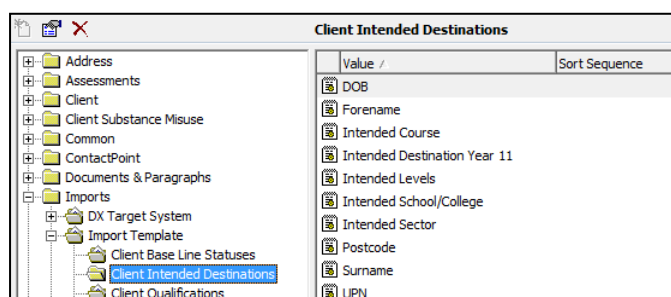 Client Intended Destinations
Address
Assessments
Client
Client Substance Misuse
Common
ContactPoint
Documents & Paragraphs
Imports
DX Target System
Import Template
Client Base Line Statuses
Client Intended Destinations
Client Qualifications
Value Sort Sequence
DOB
Forename
Intended Course
Intended Destination Year 11
Intended Levels
Intended School/College
Intended Sector
Postcode
Surname
UPN